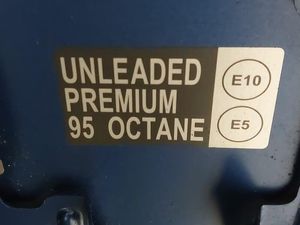 UNLEADED
PREMIUM
95 OCTANE
E10
E5